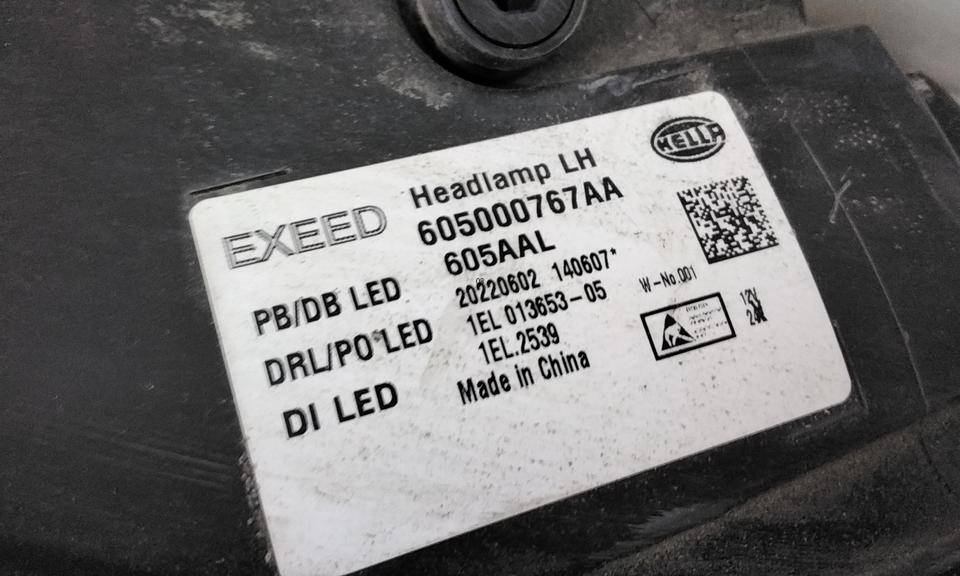 HELLA
Headlamp LH
EXEED
605000767AA
605AAL
PB/DB LED
20220602 140607*
W-No.001
DRL/PO LED
1EL 013653-05
12V
1EL.2539
DI LED
Made in China